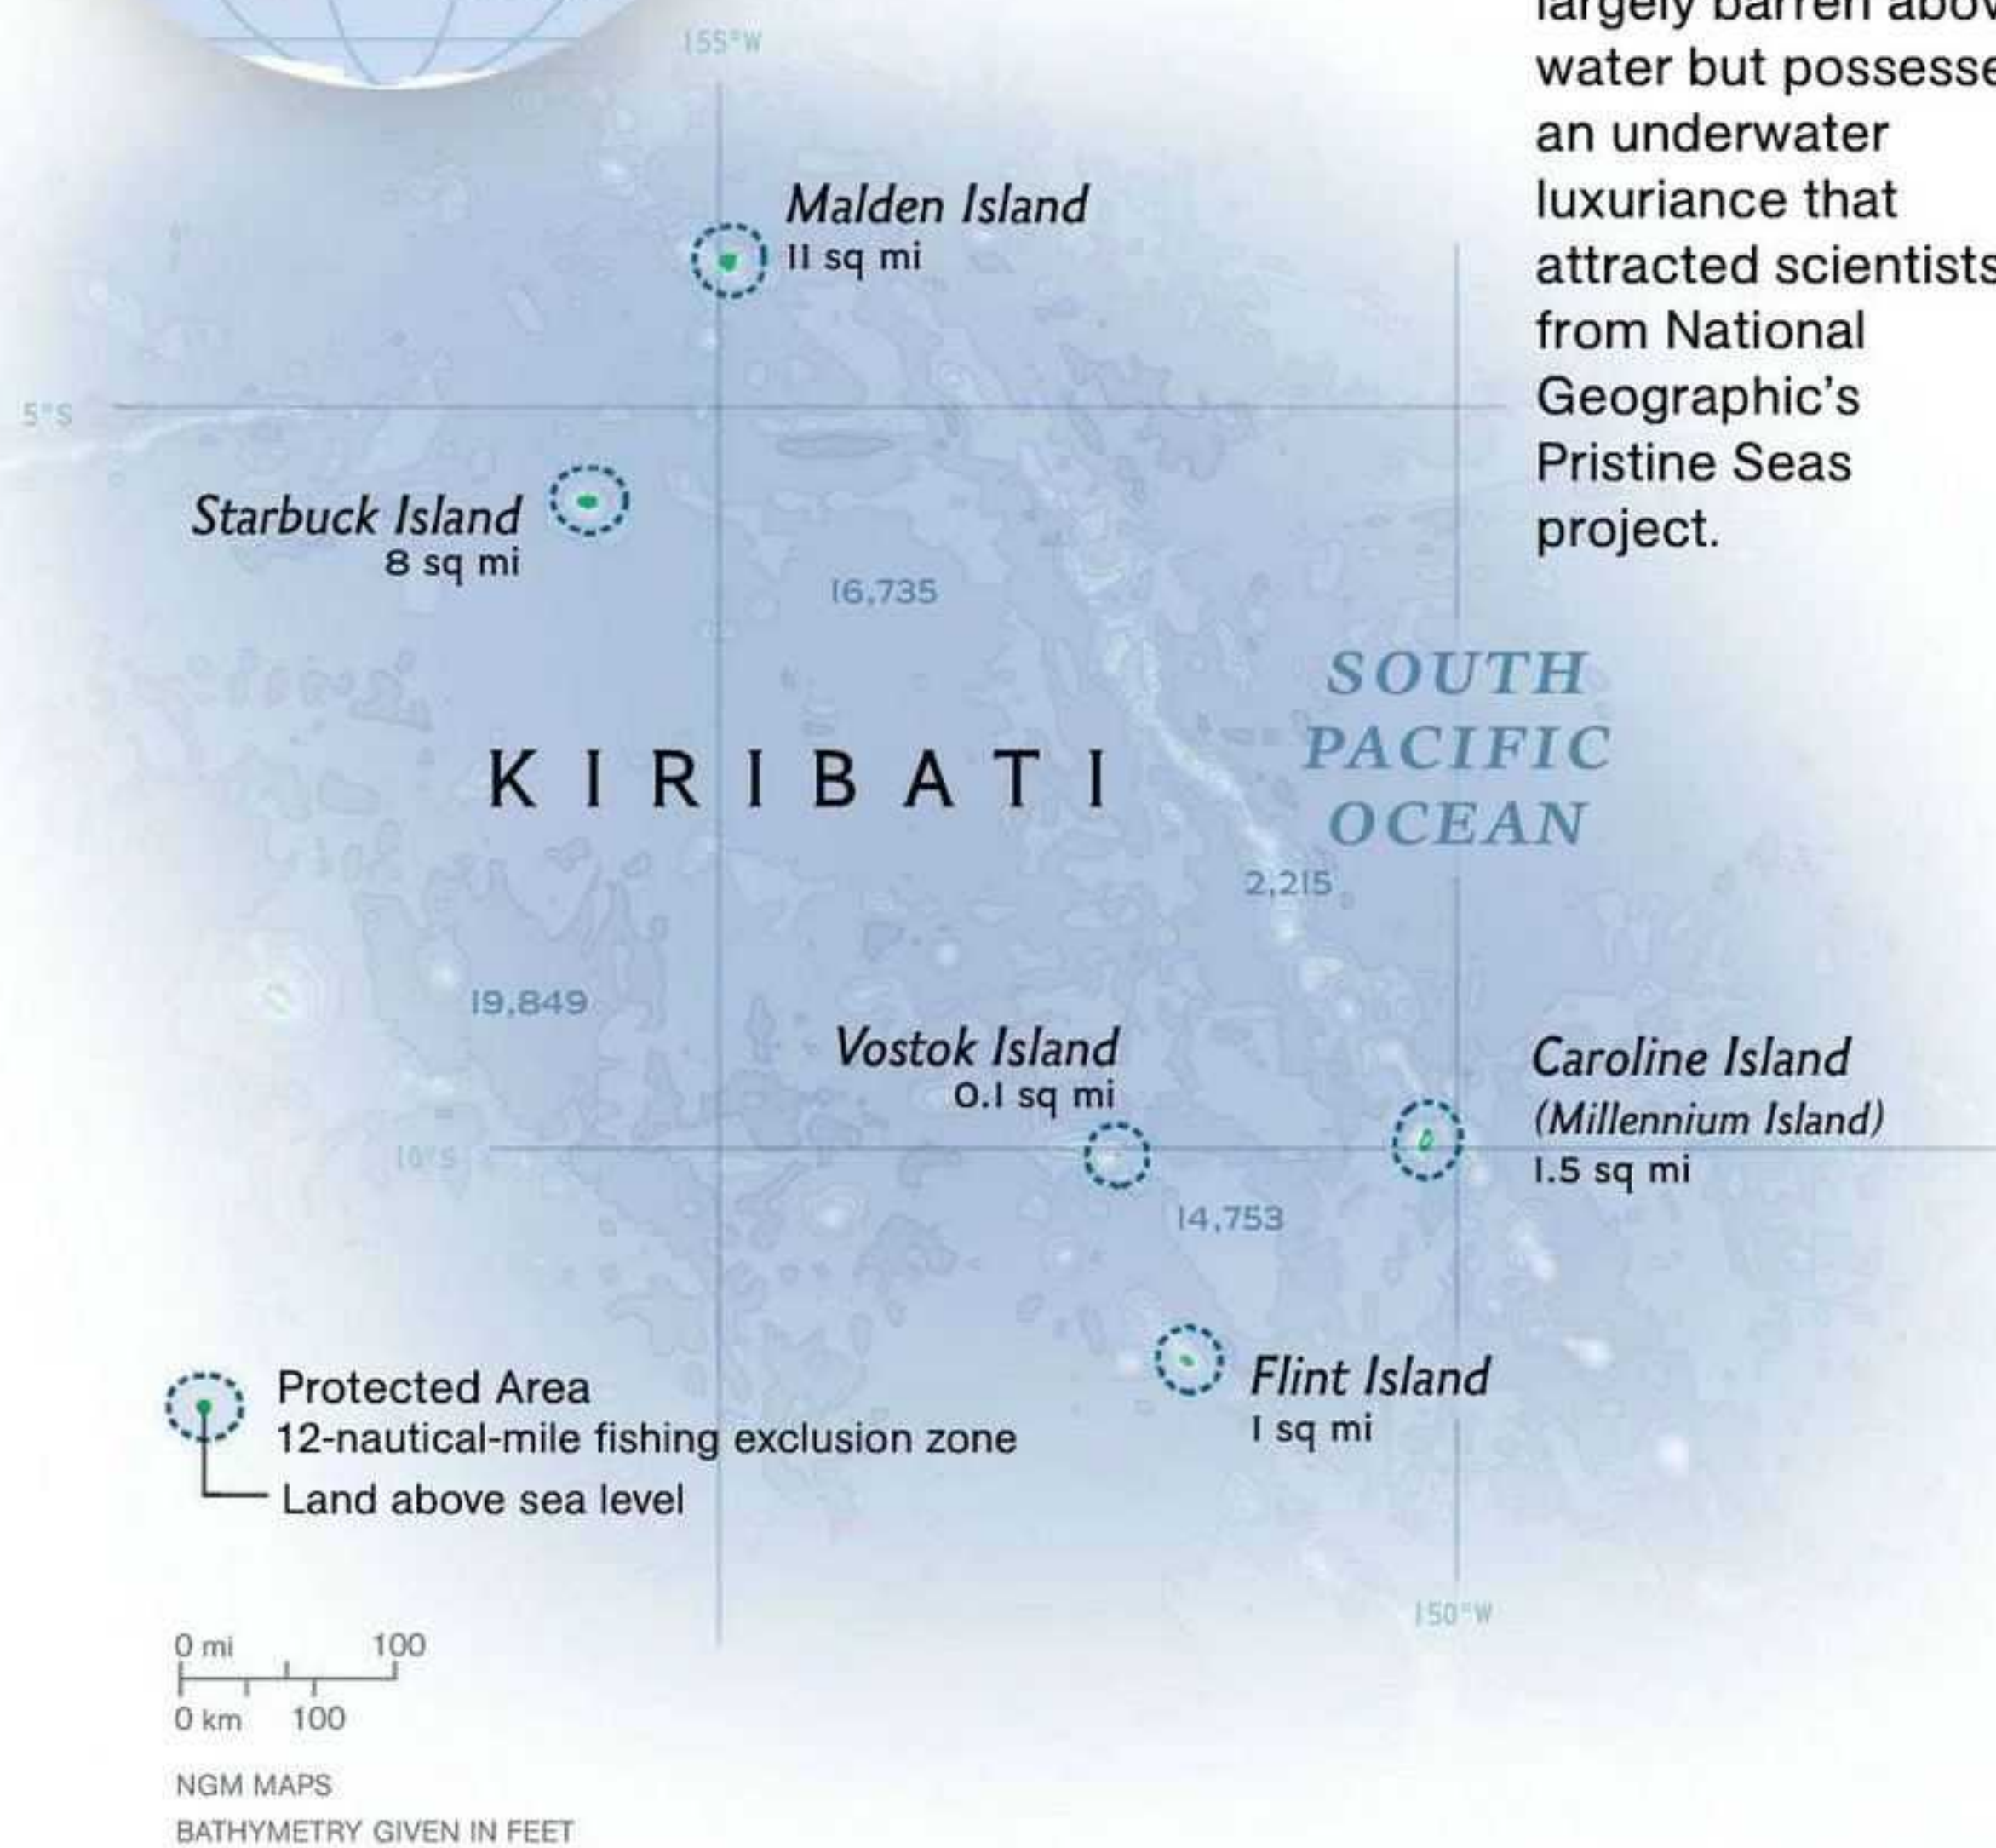 largely barren
water but
an underwater
luxuriance that
attracted scientists
from National
Geographic's
Pristine Seas
project.
155°W
Malden Island
11 sq mi
5°S
Starbuck Island
8 sq mi
16,735
SOUTH
PACIFIC
OCEAN
KIRIBATI
2,215
19,849
Vostok Island
0.1 sq mi
Caroline Island
(Millennium Island)
1.5 sq mi
10°S
14,753
Flint Island
1 sq mi
Protected Area
12-nautical-mile fishing exclusion zone
Land above sea level
150°W
0 mi 100
0 km 100
NGM MAPS
BATHYMETRY GIVEN IN FEET